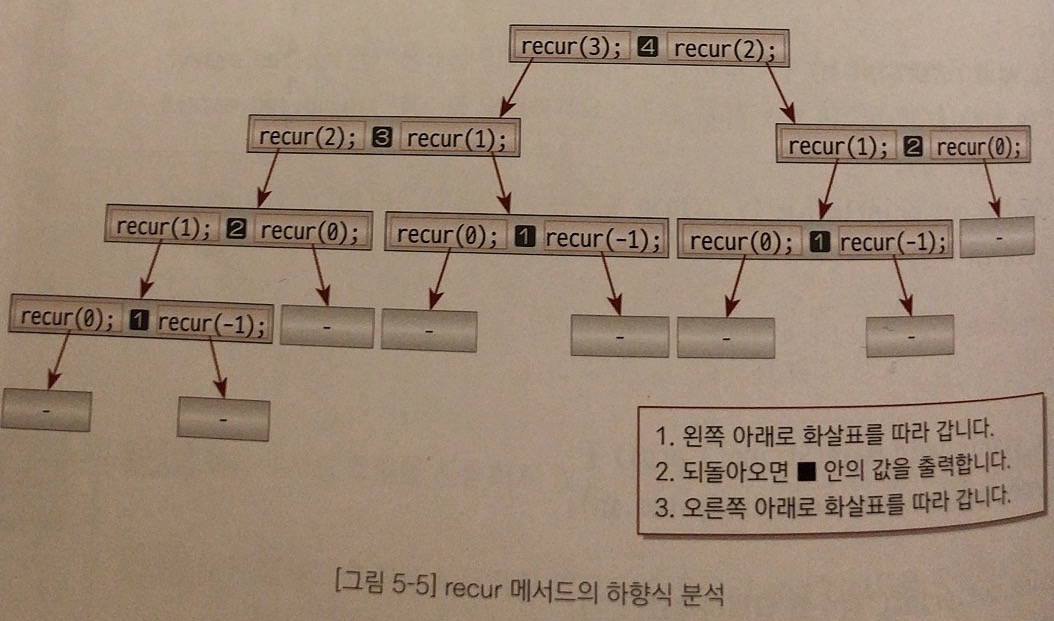 recur(3); 4 recur(2);
recur(2); 3 recur(1);
recur(1); 2 recur(0);
recur(1); 2 recur(0);
recur(0); 1 recur(-1);
recur(0); 1 recur(-1);
-
recur(0); 1 recur(-1);
-
-
-
-
-
-
-
1. 왼쪽 아래로 화살표를 따라 갑니다.
2. 되돌아오면 ■ 안의 값을 출력합니다.
3. 오른쪽 아래로 화살표를 따라 갑니다.
[그림 5-5] recur 메서드의 하향식 분석